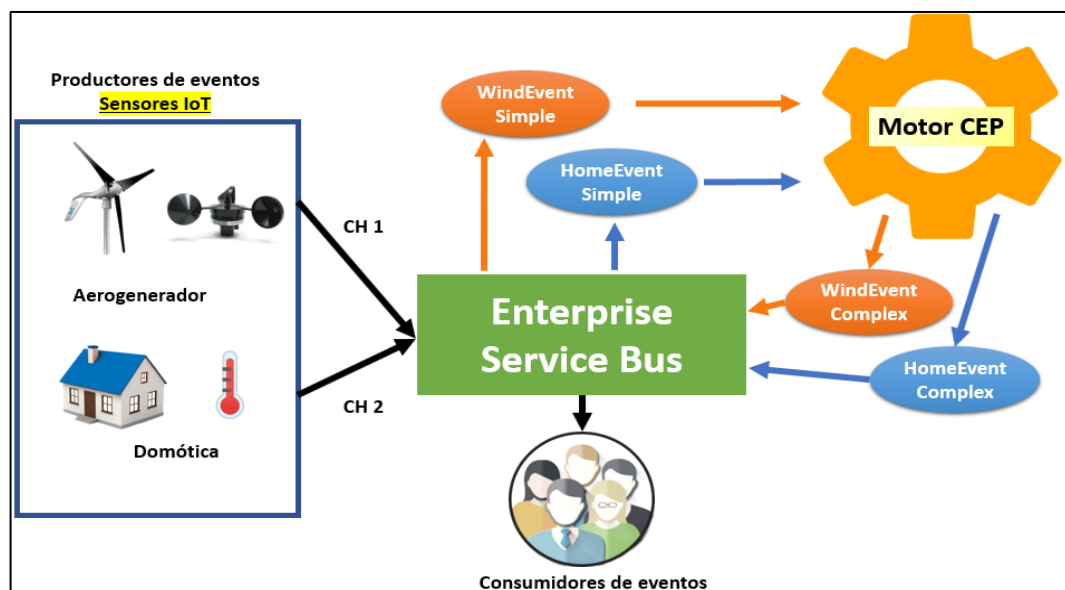 Productores de eventos
Sensores IoT
Aerogenerador
Domótica
CH 1
CH 2
WindEvent
Simple
HomeEvent
Simple
Motor CEP
Enterprise
Service Bus
WindEvent
Complex
HomeEvent
Complex
Consumidores de eventos